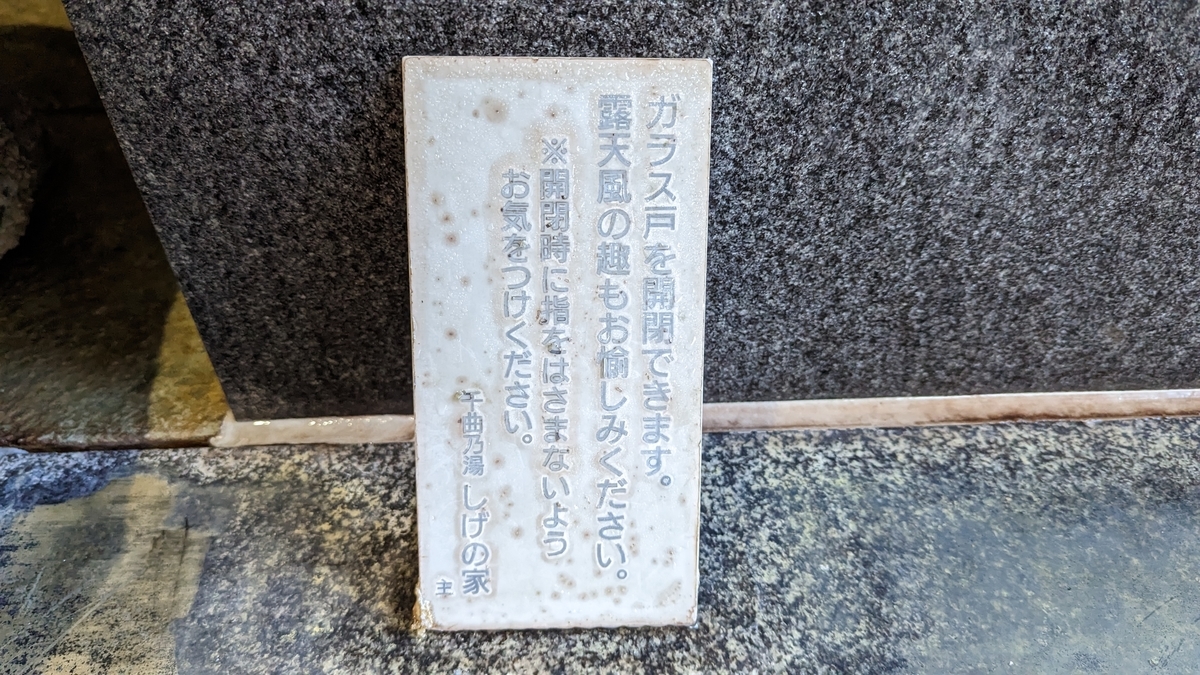 ガラス戸を開閉できます。
露天風の趣もお愉しみください。
※開閉時に指をはさまないよう
お気をつけください。
千曲乃湯 しげの家
主